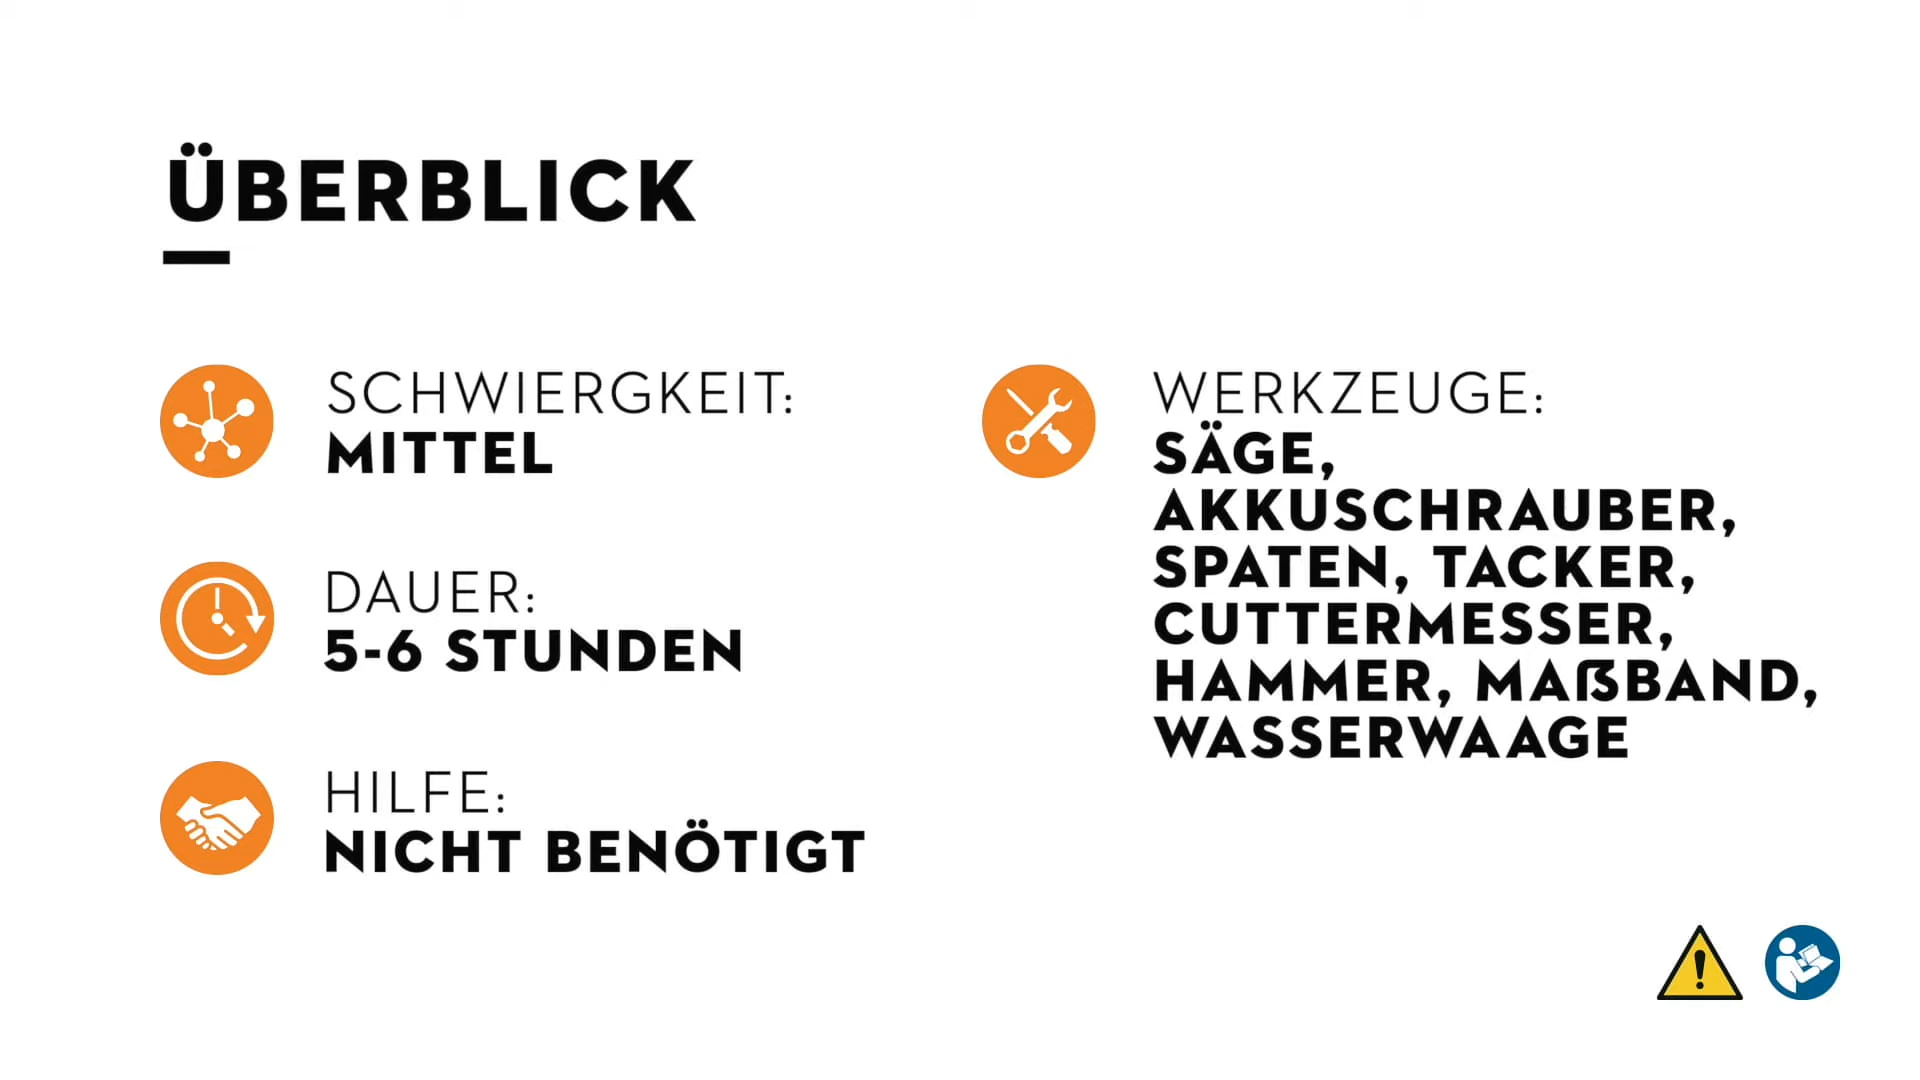 ÜBERBLICK
SCHWIERGKEIT:
MITTEL
DAUER:
5-6 STUNDEN
HILFE:
NICHT BENÖTIGT
WERKZEUGE:
SÄGE,
AKKUSCHRAUBER,
SPATEN, TACKER,
CUTTERMESSER,
HAMMER, MAẞBAND,
WASSERWAAGE